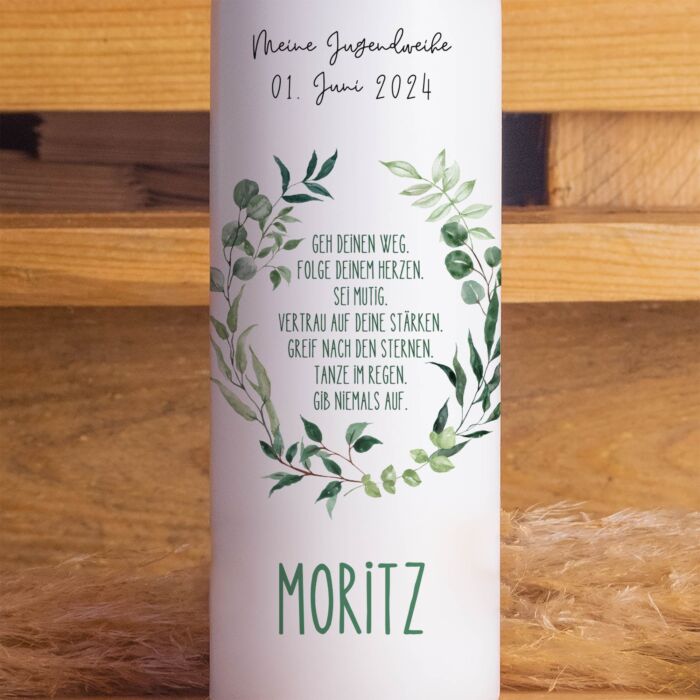 Meine Jugendweihe
01. Juni 2024
GEH DEINEN WEG.
FOLGE DEINEM HERZEN.
SEI MUTIG.
VERTRAU AUF DEINE STÄRKEN.
GREIF NACH DEN STERNEN.
TANZE IM REGEN.
GIB NIEMALS AUF.
MORiTZ